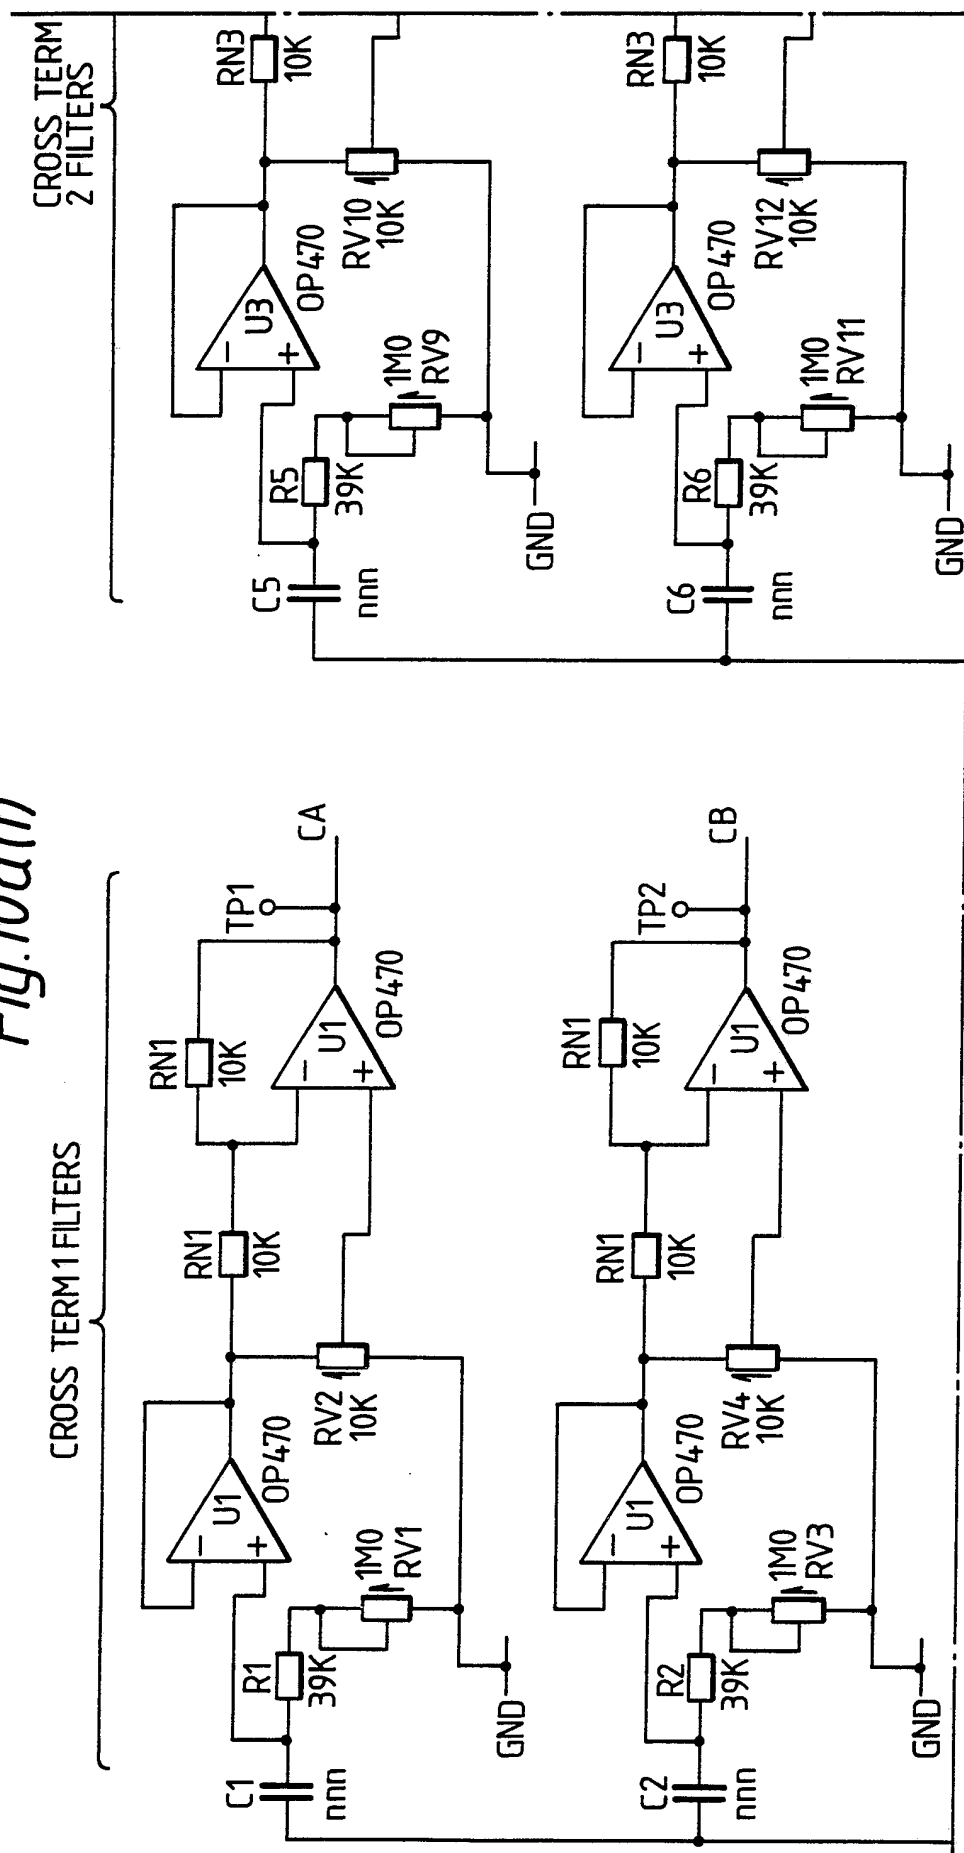 Fig.10a(i)
CROSS TERM 1 FILTERS
C1
nnn
R1
39K
1M0
RV1
GND
U1
OP470
RV2
10K
RN1
10K
RN1
10K
U1
OP470
TP1
CA
C2
nnn
R2
39K
1M0
RV3
GND
U1
OP470
RV4
10K
RN1
10K
RN1
10K
U1
OP470
TP2
CB
CROSS TERM
2 FILTERS
C5
nnn
R5
39K
1M0
RV9
GND
U3
OP470
RV10
10K
RN3
10K
C6
nnn
R6
39K
1M0
RV11
GND
U3
OP470
RV12
10K
RN3
10K